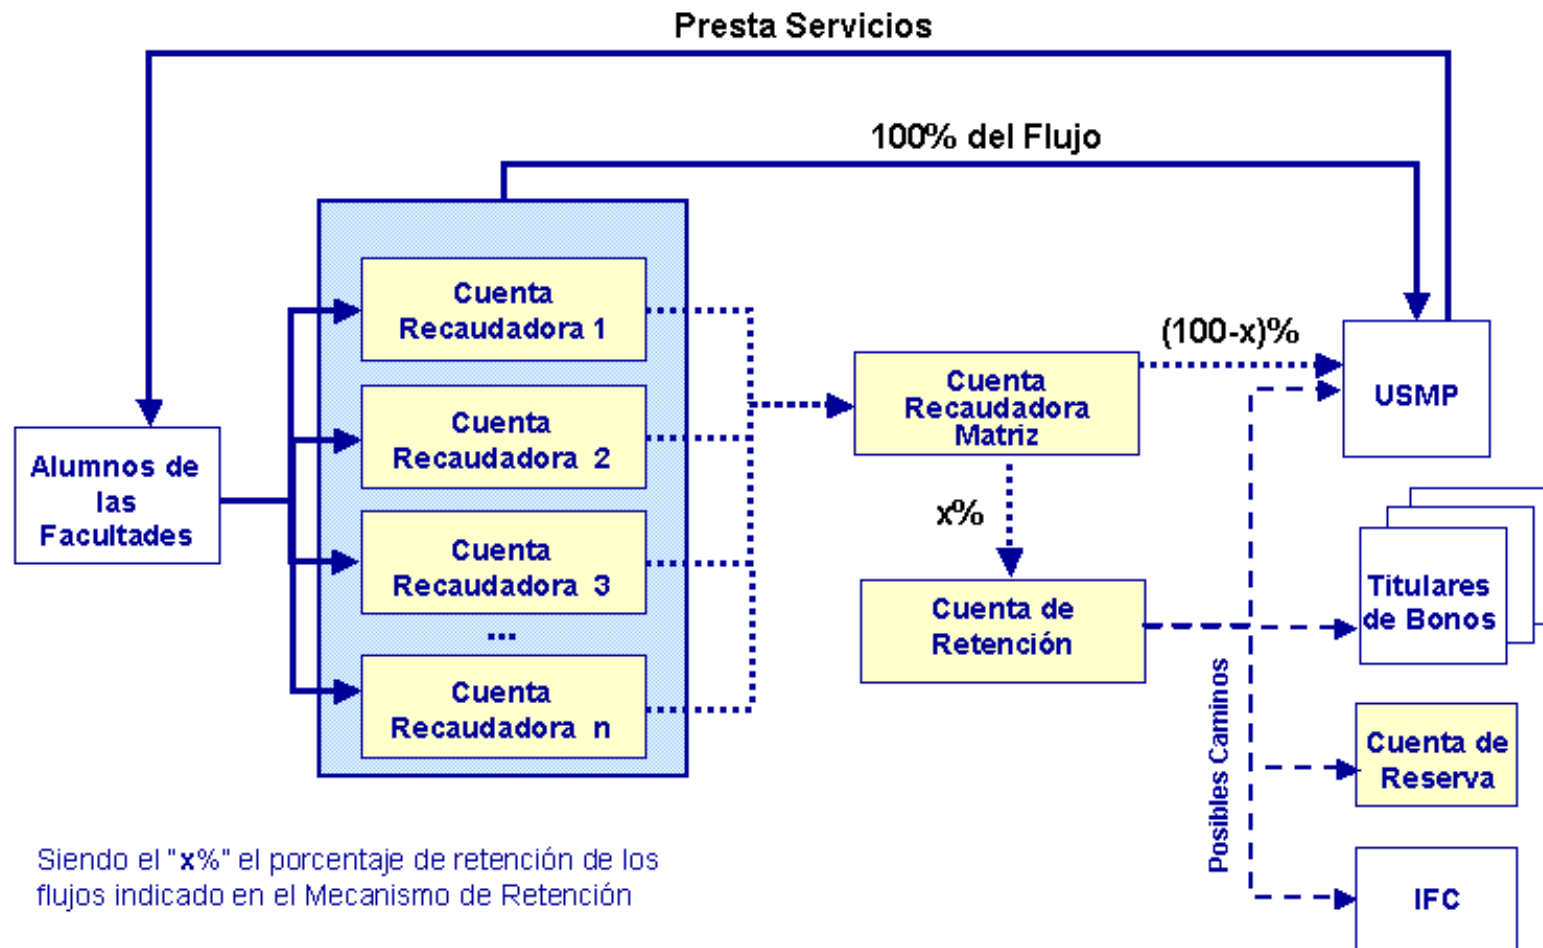 Presta Servicios
100% del Flujo
Cuenta
Recaudadora 1
Cuenta
Recaudadora 2
Cuenta
Recaudadora 3
...
Cuenta
Recaudadora n
Alumnos de
las
Facultades
Cuenta
Recaudadora
Matriz
(100-x)%
USMP
x%
Cuenta de
Retención
Titulares
de Bonos
Posibles Caminos
Cuenta de
Reserva
IFC
Siendo el "x%" el porcentaje de retención de los
flujos indicado en el Mecanismo de Retención